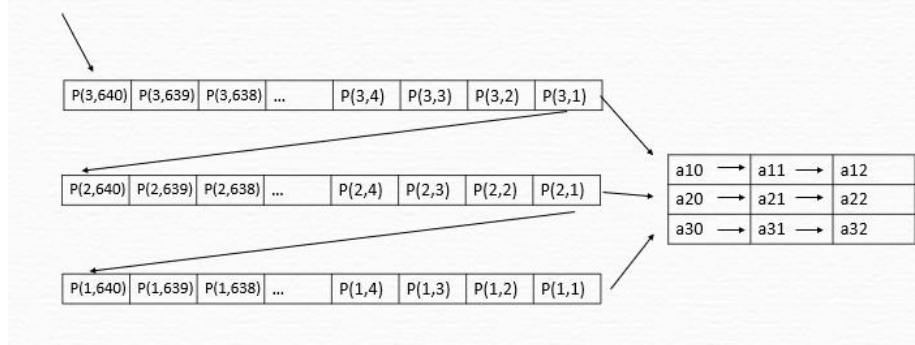 P(3,640) P(3,639) P(3,638) ... P(3,4) P(3,3) P(3,2) P(3,1)
a10 a11 a12
P(2,640) P(2,639) P(2,638) ... P(2,4) P(2,3) P(2,2) P(2,1)
a20 a21 a22
a30 a31 a32
P(1,640) P(1,639) P(1,638) ... P(1,4) P(1,3) P(1,2) P(1,1)